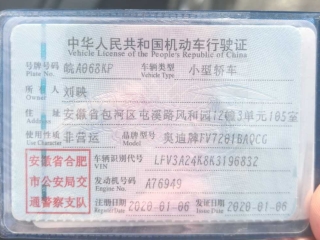 中华人民共和国机动车行驶证
Vehicle License of the People's Republic of China
号牌号码 皖A068KP 车辆类型 小型轿车
Plate No. Vehicle Type
所有人 刘映
Owner
住址 安徽省包河区屯溪路风和园12幢3单元105室
Address
使用性质 非营运 品牌型号 奥迪牌FV7281BAQCG
Use Character Model
安徽省合肥
市公安局交
通警察支队
车辆识别代号 LFV3A24K8K3196832
VIN
发动机号码 A76949
Engine No.
注册日期 2020-01-06 发证日期 2020-01-06
Register Date Issue Date